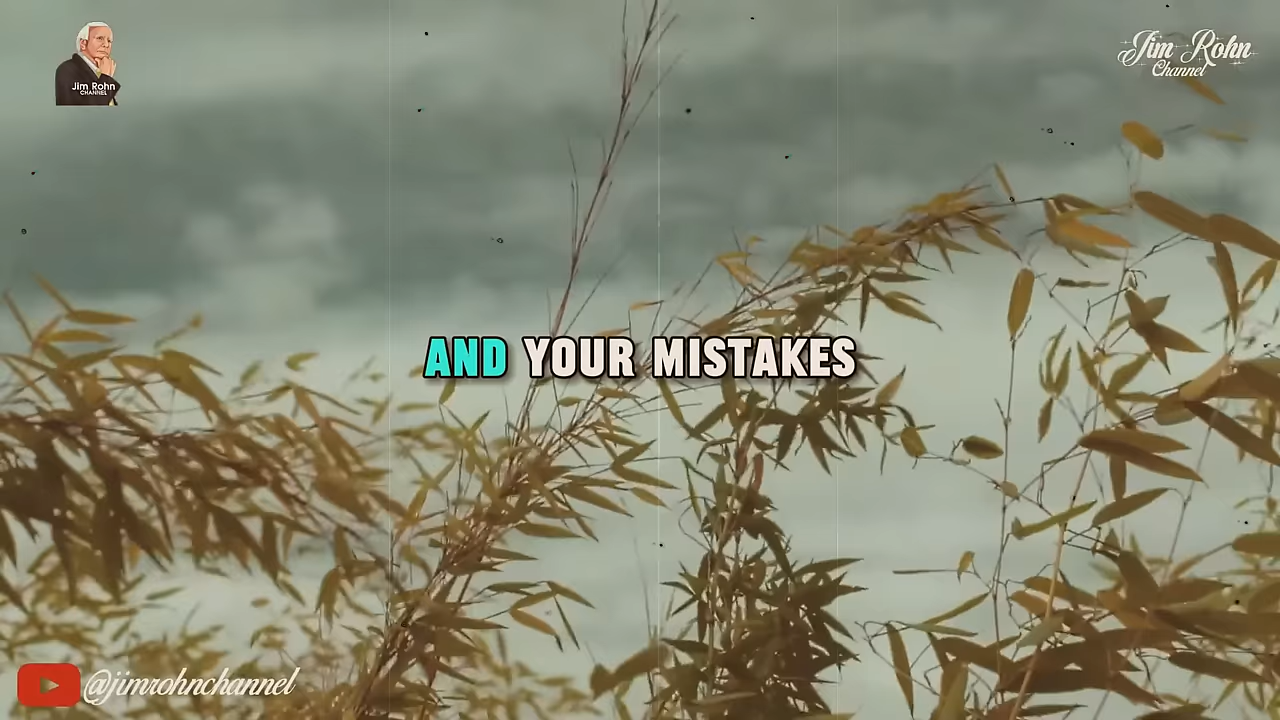 Jim Rohn
CHANNEL
Jim Rohn
Channel
AND YOUR MISTAKES
@jimrohnchannel